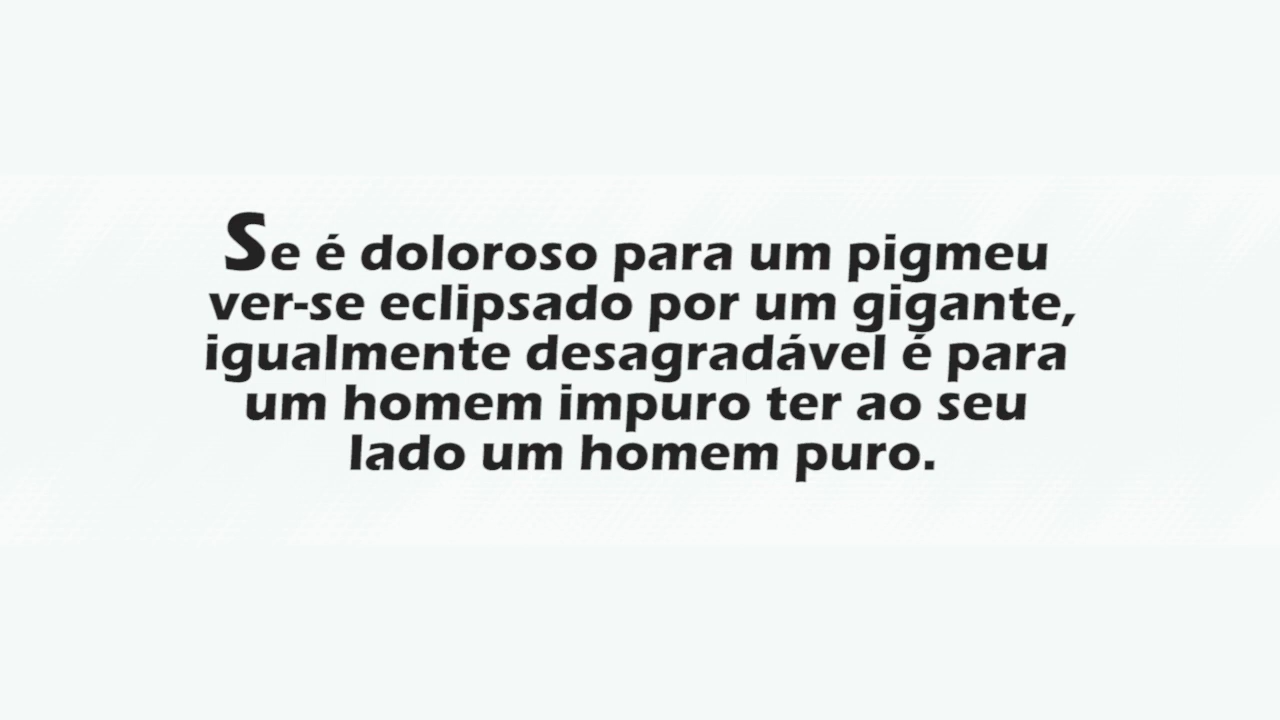 Se é doloroso para um pigmeu
ver-se eclipsado por um gigante,
igualmente desagradável é para
um homem impuro ter ao seu
lado um homem puro.